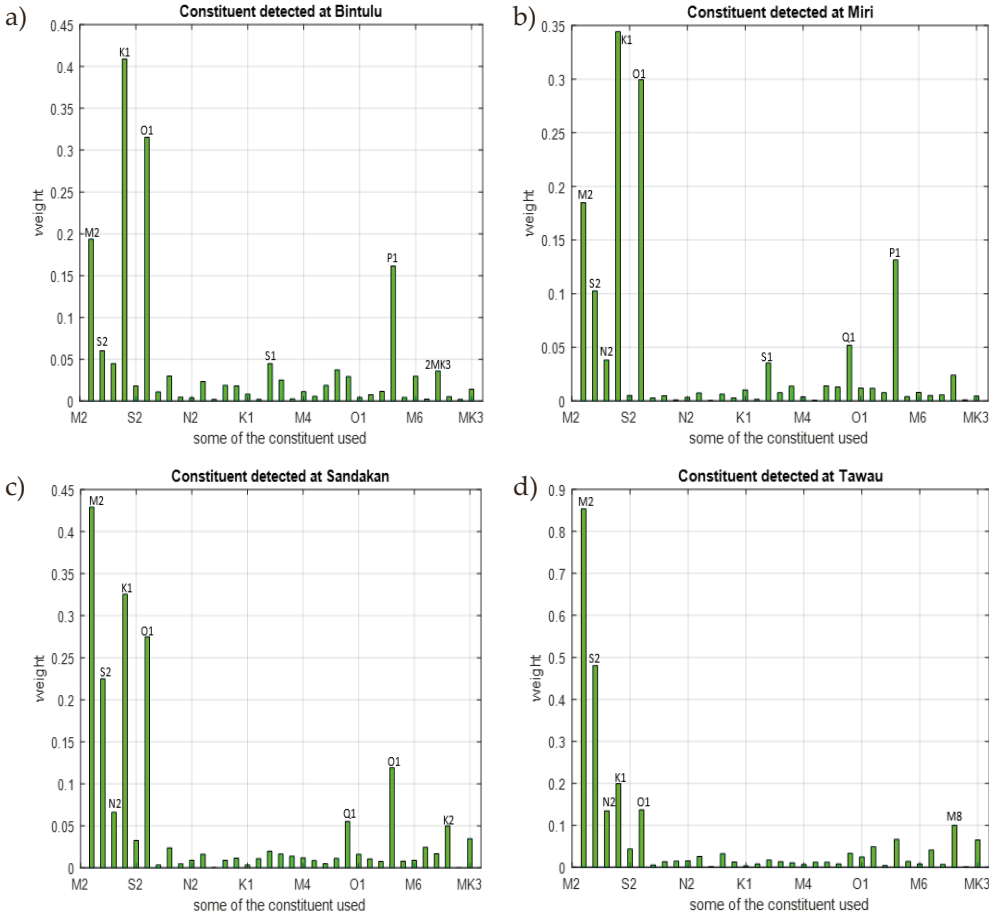 a)
Constituent detected at Bintulu
0.45
0.4
0.35
0.3
0.25
0.2
0.15
0.1
0.05
0
weight
K1
O1
M2
S2
S1
P1
2MK3
M2
S2
N2
K1
M4
O1
M6
MK3
some of the constituent used
b)
Constituent detected at Miri
0.35
0.3
0.25
0.2
0.15
0.1
0.05
0
weight
K1
O1
M2
S2
N2
S1
Q1
P1
M2
S2
N2
K1
M4
O1
M6
MK3
some of the constituent used
c)
Constituent detected at Sandakan
0.45
0.4
0.35
0.3
0.25
0.2
0.15
0.1
0.05
0
weight
M2
K1
O1
S2
N2
Q1
O1
K2
M2
S2
N2
K1
M4
O1
M6
MK3
some of the constituent used
d)
Constituent detected at Tawau
0.9
0.8
0.7
0.6
0.5
0.4
0.3
0.2
0.1
0
weight
M2
S2
K1
N2
O1
M8
M2
S2
N2
K1
M4
O1
M6
MK3
some of the constituent used